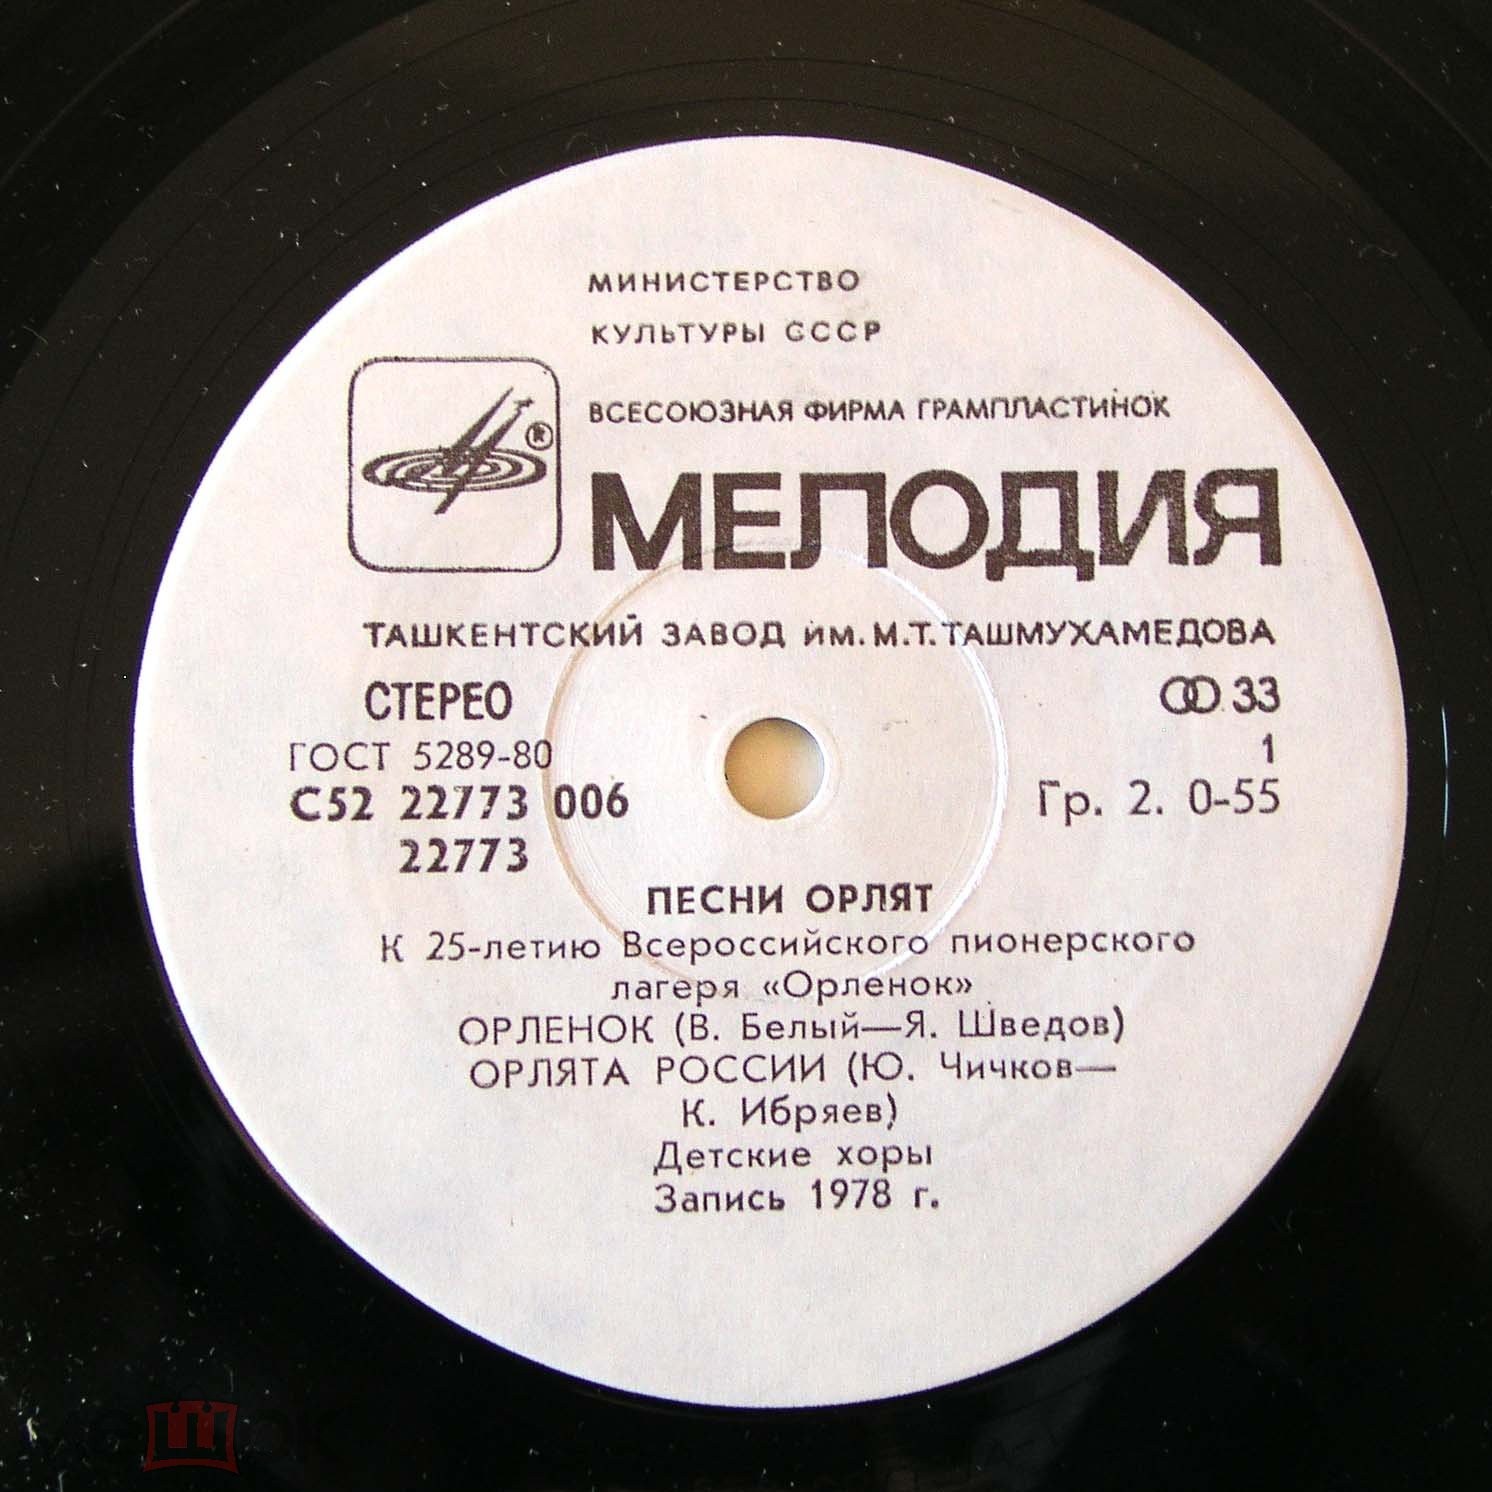 МИНИСТЕРСТВО
КУЛЬТУРЫ СССР
ВСЕСОЮЗНАЯ ФИРМА ГРАМПЛАСТИНОК
®
МЕЛОДИЯ
ТАШКЕНТСКИЙ ЗАВОД им. М.Т. ТАШМУХАМЕДОВА
СТЕРЕО 33
ГОСТ 5289-80 1
С52 22773 006 Гр. 2. 0-55
22773
ПЕСНИ ОРЛЯТ
К 25-летию Всероссийского пионерского
лагеря «Орленок»
ОРЛЕНОК (В. Белый—Я. Шведов)
ОРЛЯТА РОССИИ (Ю. Чичков—
К. Ибряев)
Детские хоры
Запись 1978 г.